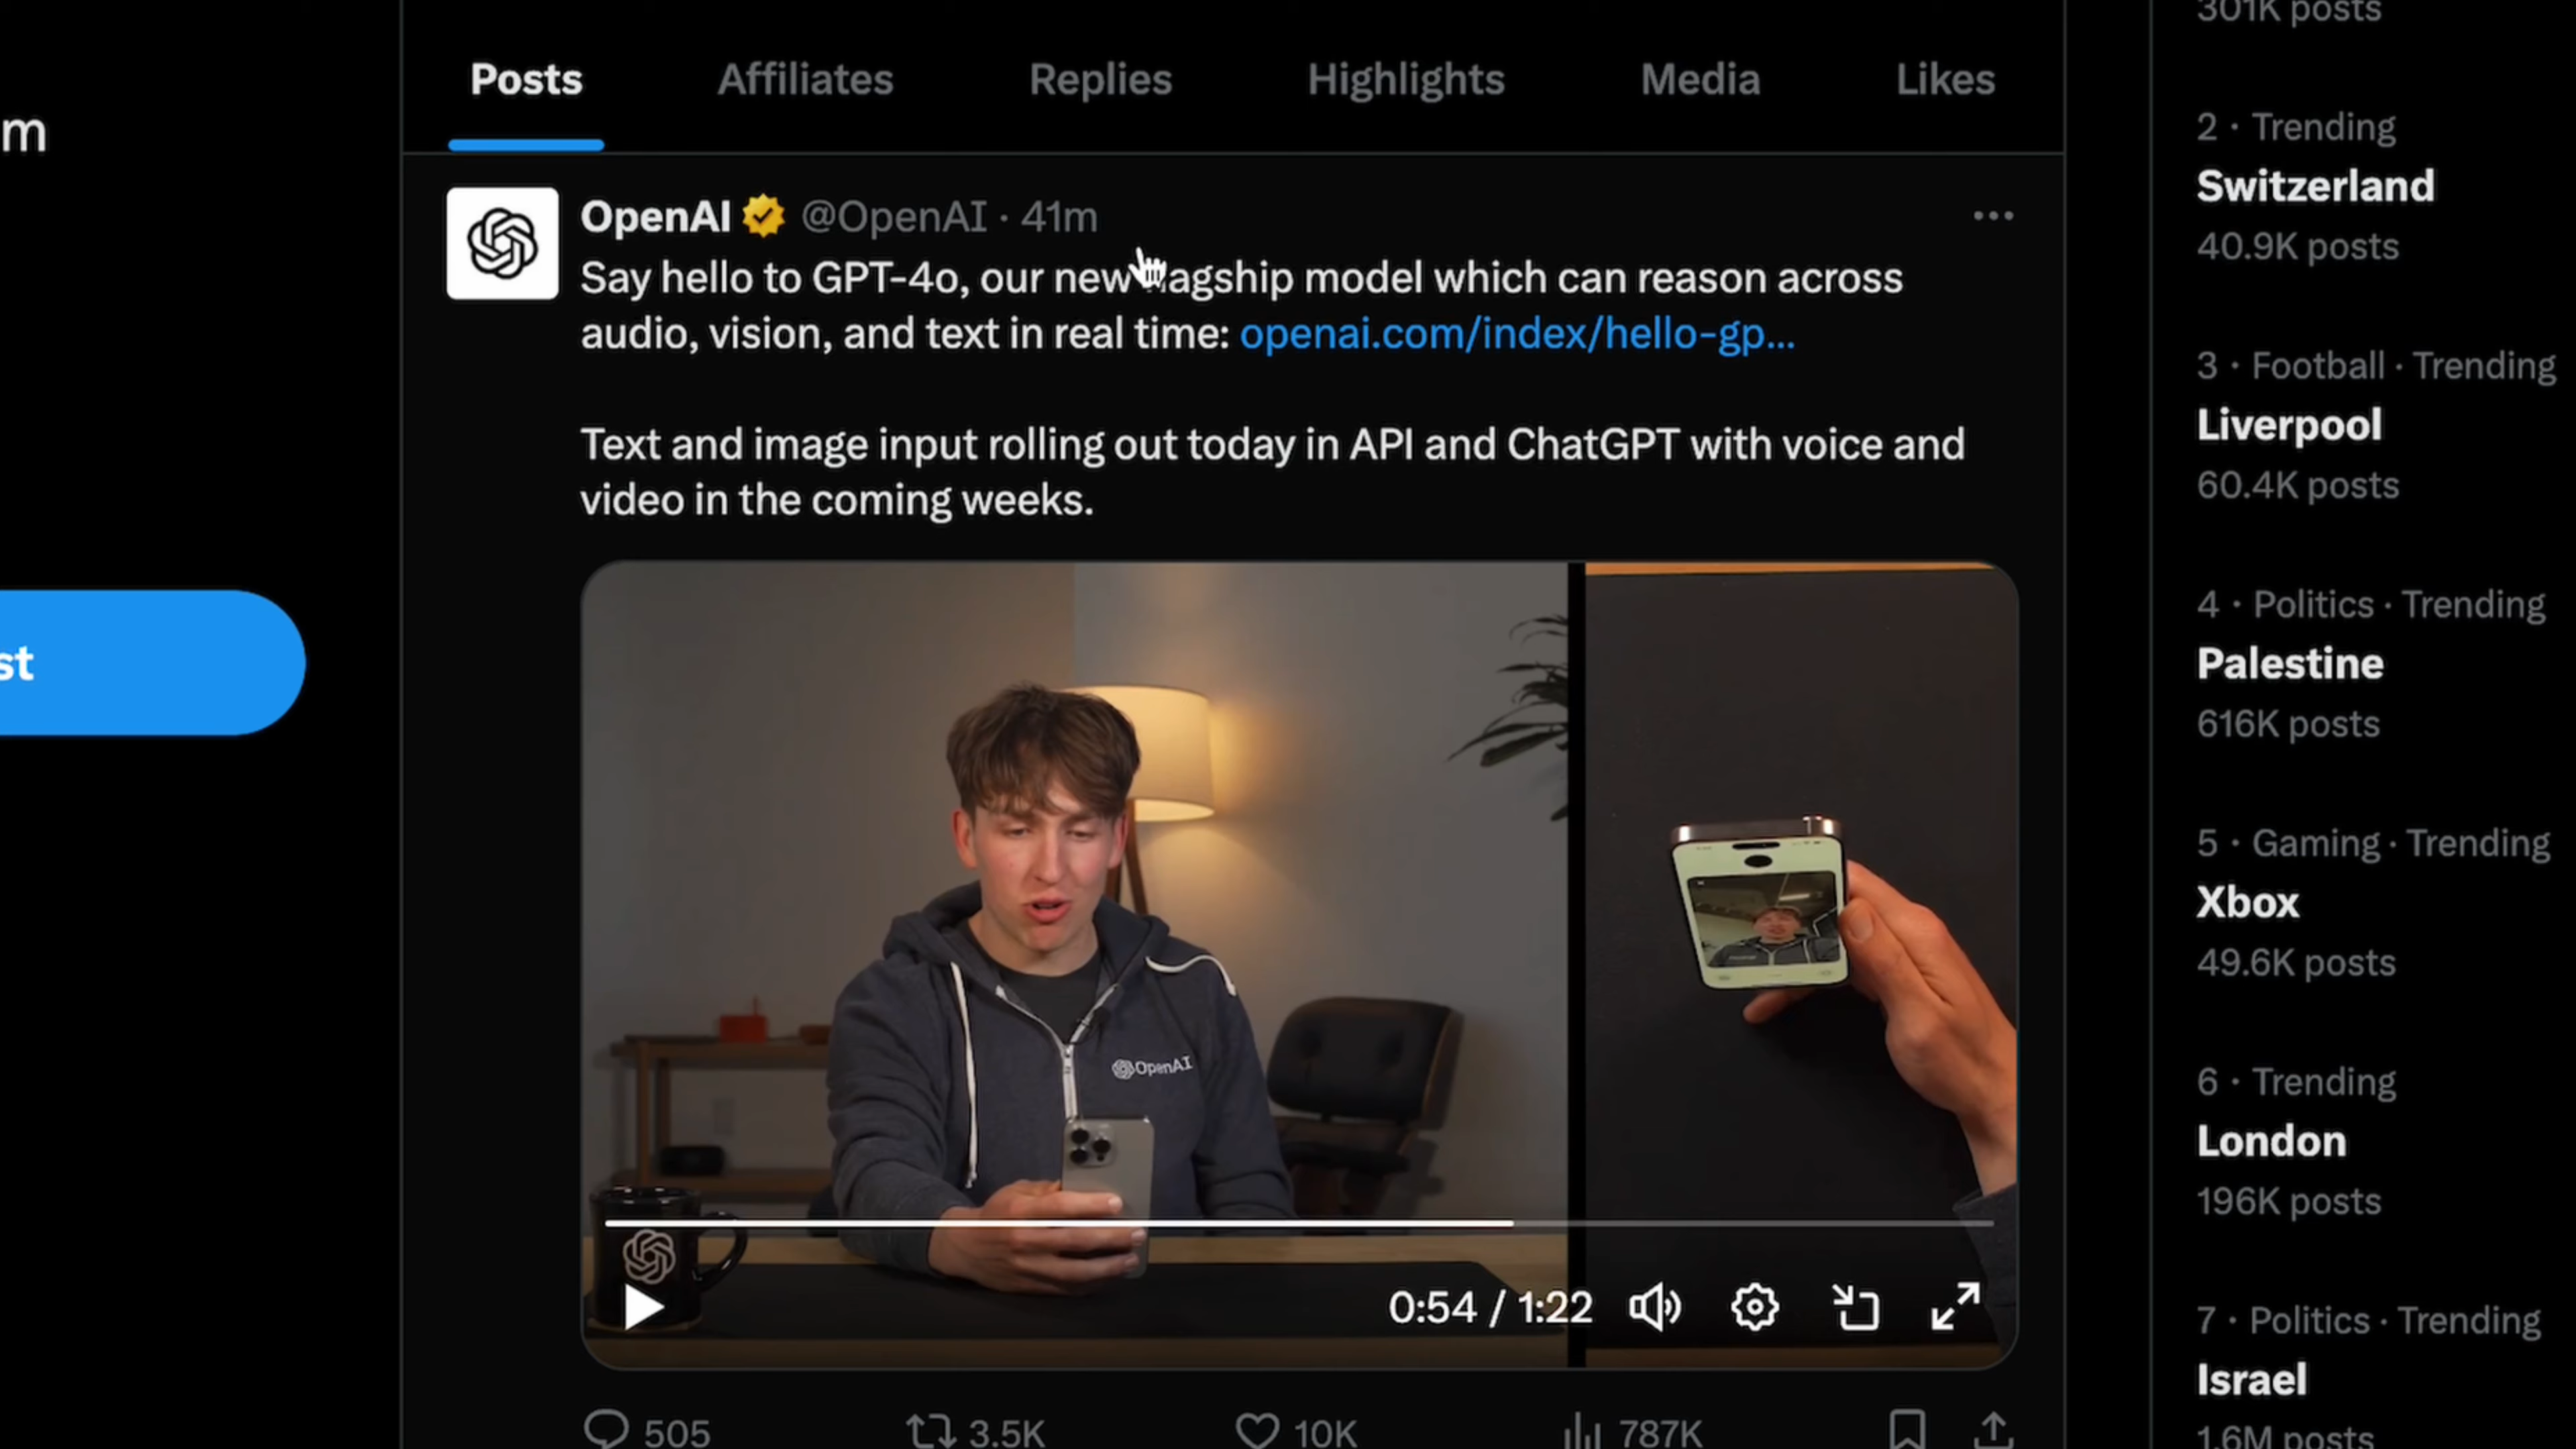 m
st
Posts
Affiliates
Replies
Highlights
Media
Likes
OpenAI @OpenAI · 41m
Say hello to GPT-4o, our new flagship model which can reason across
audio, vision, and text in real time: openai.com/index/hello-gp...
Text and image input rolling out today in API and ChatGPT with voice and
video in the coming weeks.
OpenAI
0:54 / 1:22
505
3.5K
10K
787K
301K posts
2 · Trending
Switzerland
40.9K posts
3 · Football · Trending
Liverpool
60.4K posts
4 · Politics · Trending
Palestine
616K posts
5 · Gaming · Trending
Xbox
49.6K posts
6 · Trending
London
196K posts
7 · Politics · Trending
Israel
1.6M posts